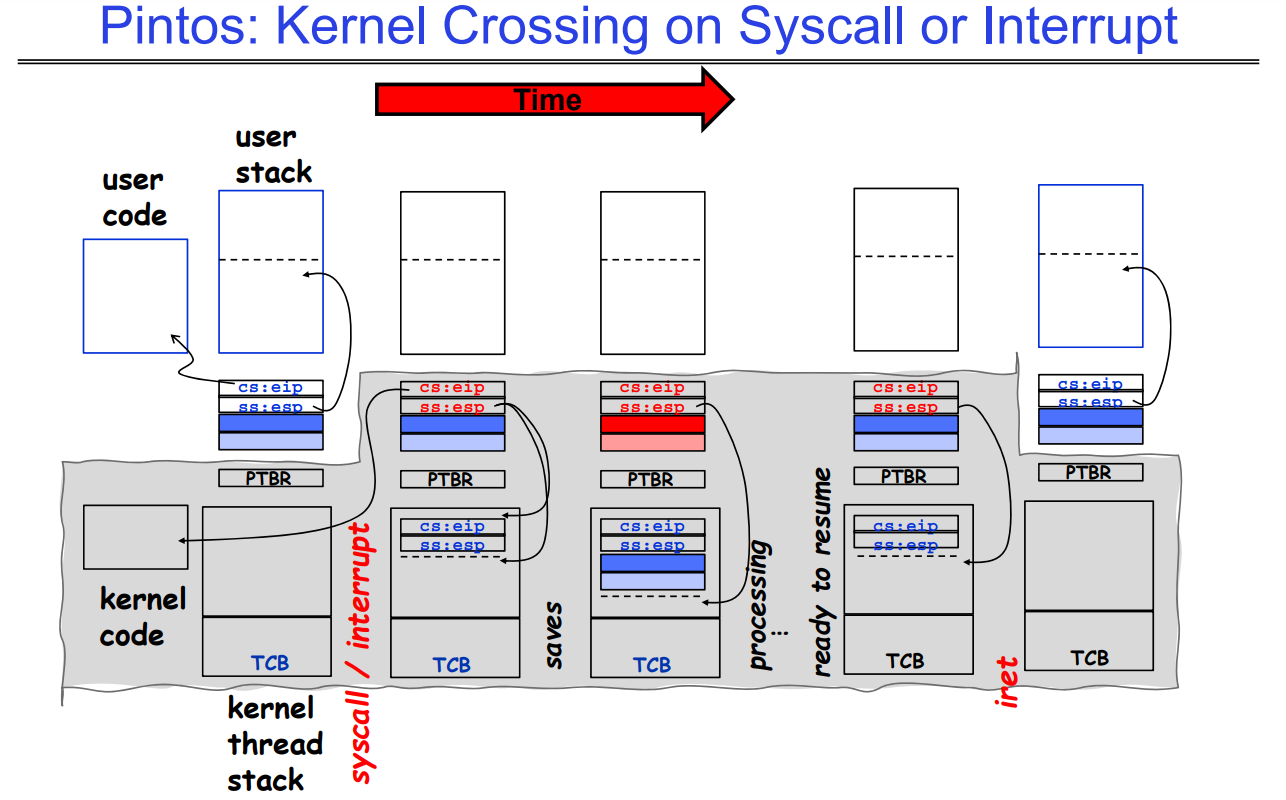 Pintos: Kernel Crossing on Syscall or Interrupt
Time
user
stack
user
code
cs:eip
ss:esp
PTBR
TCB
kernel
code
kernel
thread
stack
syscall / interrupt
cs:eip
ss:esp
PTBR
cs:eip
ss:esp
TCB
saves
cs:eip
ss:esp
PTBR
cs:eip
ss:esp
TCB
processing
...
ready to resume
cs:eip
ss:esp
PTBR
cs:eip
ss:esp
TCB
iret
cs:eip
ss:esp
PTBR
TCB